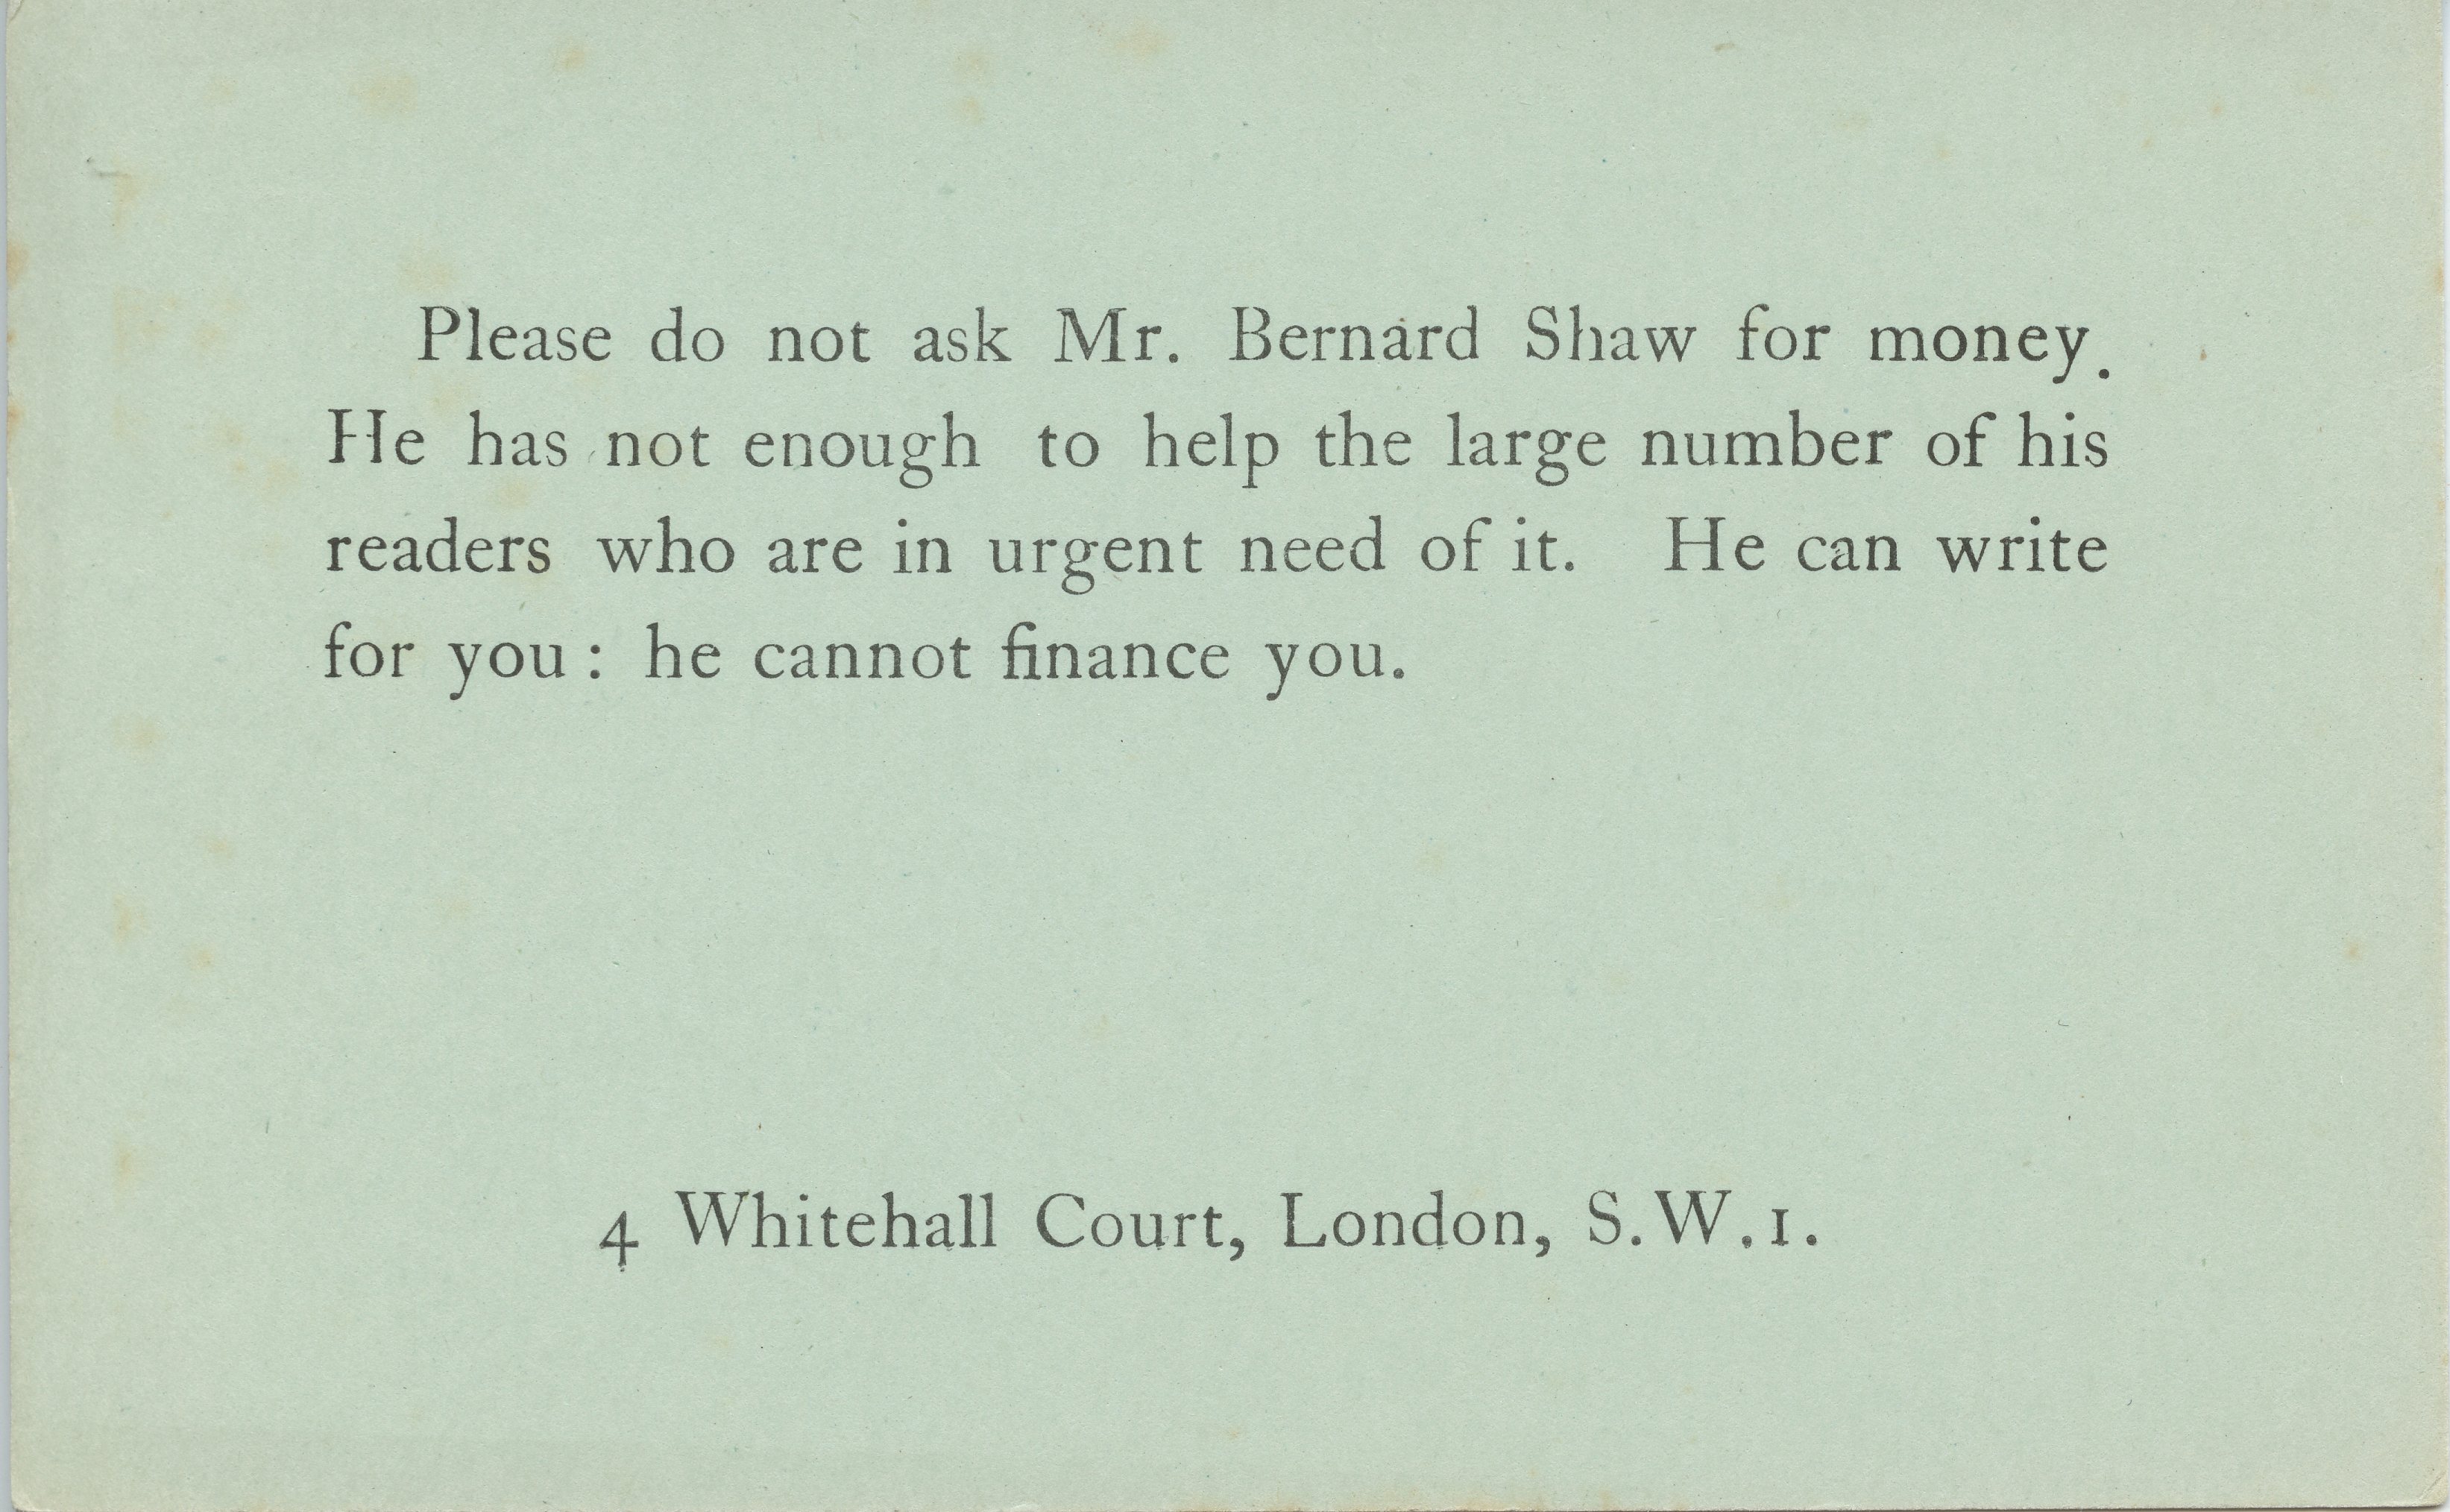 Please do not ask Mr. Bernard Shaw for money.
He has not enough to help the large number of his
readers who are in urgent need of it. He can write
for you : he cannot finance you.
4 Whitehall Court, London, S.W.1.